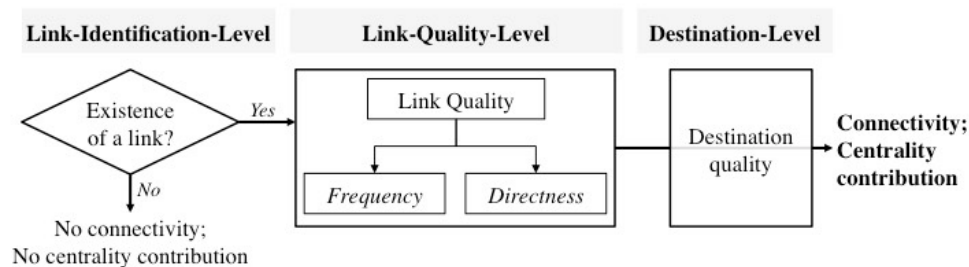 Link-Identification-Level
Link-Quality-Level
Destination-Level
Existence
of a link?
Yes
No
No connectivity;
No centrality contribution
Link Quality
Frequency
Directness
Destination
quality
Connectivity;
Centrality
contribution